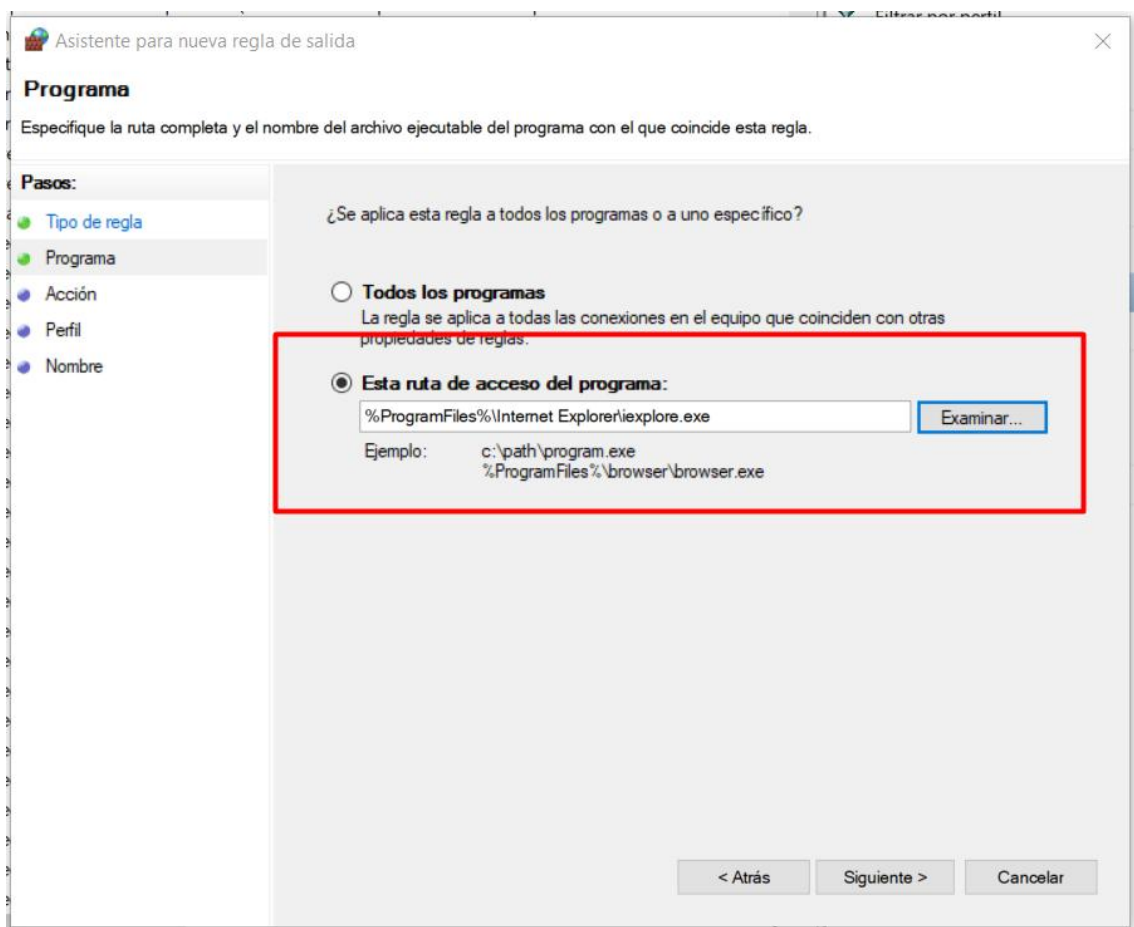 Filtrar por perfil
Asistente para nueva regla de salida
Programa
Especifique la ruta completa y el nombre del archivo ejecutable del programa con el que coincide esta regla.
Pasos:
Tipo de regla
Programa
Acción
Perfil
Nombre
¿Se aplica esta regla a todos los programas o a uno específico?
Todos los programas
La regla se aplica a todas las conexiones en el equipo que coinciden con otras
propiedades de reglas.
Esta ruta de acceso del programa:
%ProgramFiles%\Internet Explorer\iexplore.exe
Examinar...
Ejemplo: c:\path\program.exe
%ProgramFiles%\browser\browser.exe
< Atrás Siguiente > Cancelar